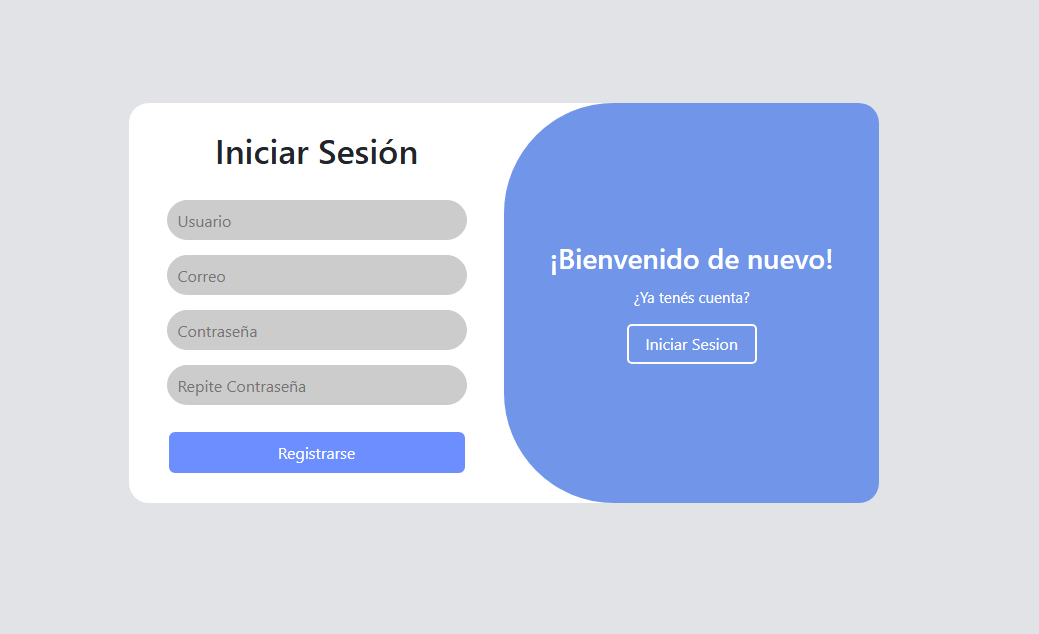 Iniciar Sesión
Usuario
Correo
Contraseña
Repite Contraseña
Registrarse
¡Bienvenido de nuevo!
¿Ya tenés cuenta?
Iniciar Sesion